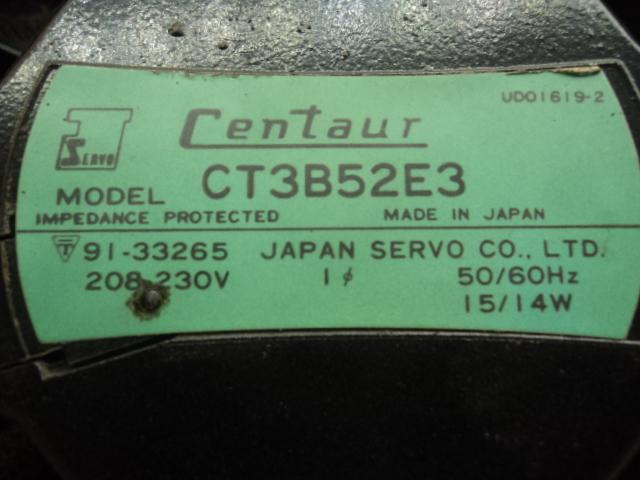 UD01619-2
SERVO
Centaur
MODEL CT3B52E3
IMPEDANCE PROTECTED MADE IN JAPAN
T 91-33265 JAPAN SERVO CO., LTD.
208-230V 1φ 50/60Hz
15/14W